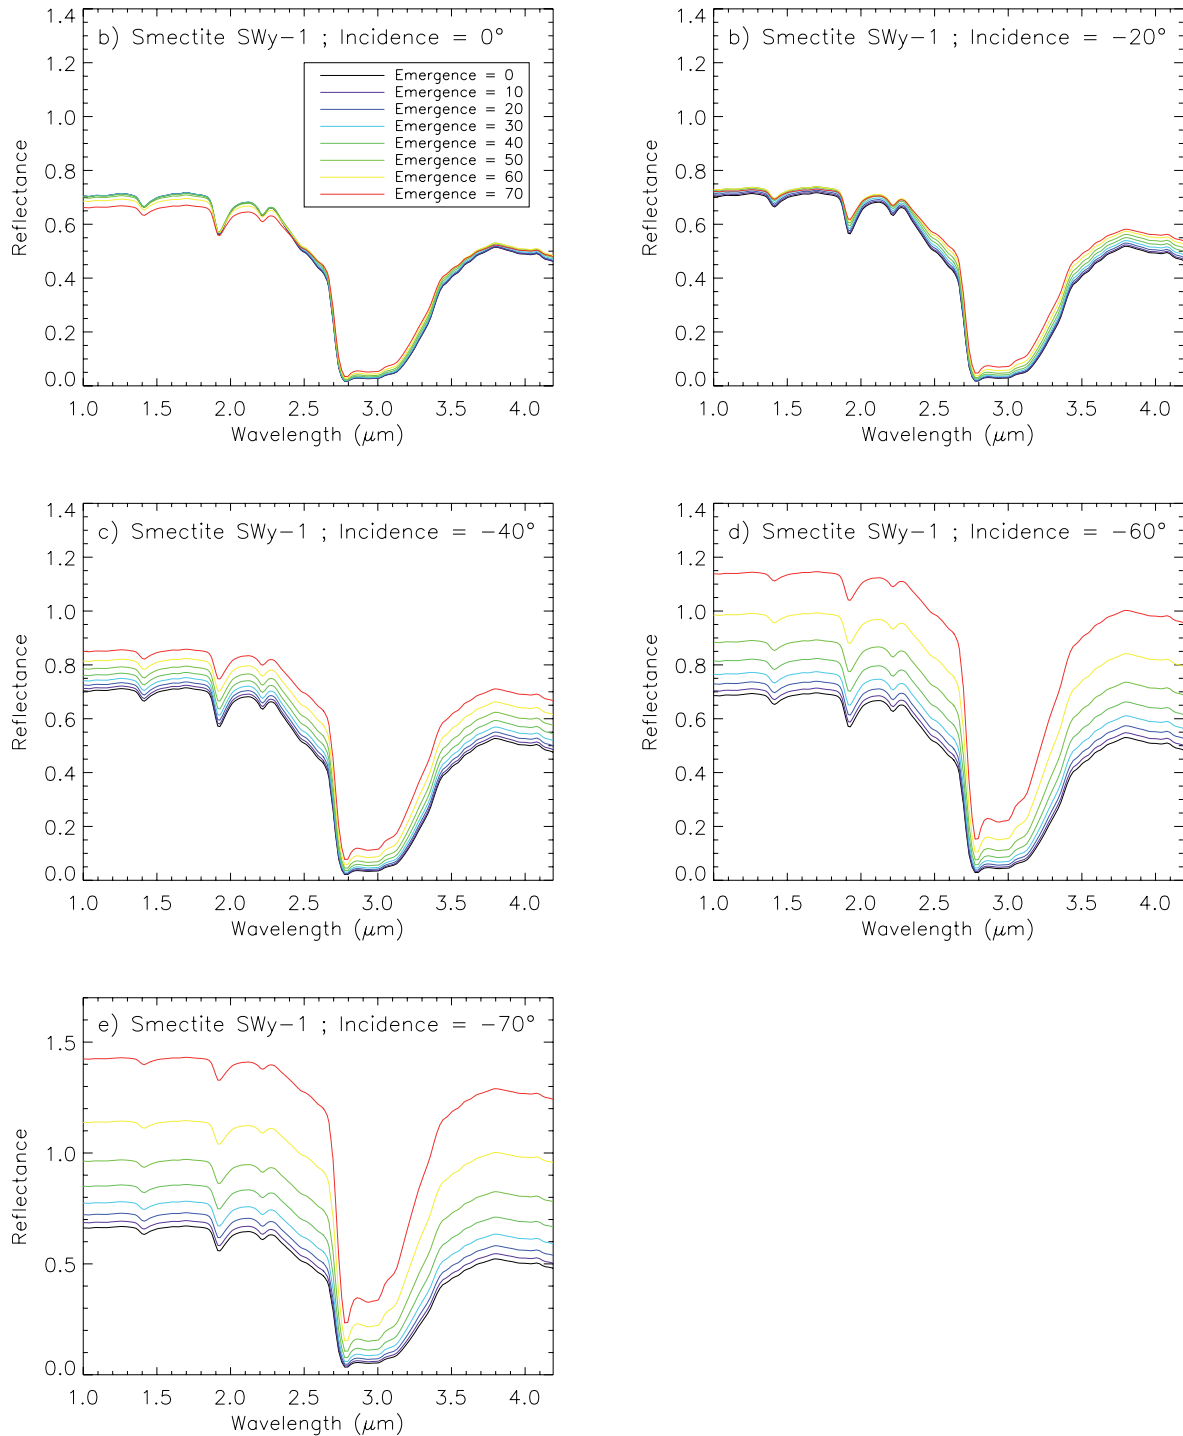 b) Smectite SWy-1 ; Incidence = 0°
Emergence = 0
Emergence = 10
Emergence = 20
Emergence = 30
Emergence = 40
Emergence = 50
Emergence = 60
Emergence = 70
1.4
1.2
1.0
0.8
0.6
0.4
0.2
0.0
Reflectance
1.0 1.5 2.0 2.5 3.0 3.5 4.0
Wavelength (μm)
b) Smectite SWy-1 ; Incidence = -20°
1.4
1.2
1.0
0.8
0.6
0.4
0.2
0.0
Reflectance
1.0 1.5 2.0 2.5 3.0 3.5 4.0
Wavelength (μm)
c) Smectite SWy-1 ; Incidence = -40°
1.4
1.2
1.0
0.8
0.6
0.4
0.2
0.0
Reflectance
1.0 1.5 2.0 2.5 3.0 3.5 4.0
Wavelength (μm)
d) Smectite SWy-1 ; Incidence = -60°
1.4
1.2
1.0
0.8
0.6
0.4
0.2
0.0
Reflectance
1.0 1.5 2.0 2.5 3.0 3.5 4.0
Wavelength (μm)
e) Smectite SWy-1 ; Incidence = -70°
1.5
1.0
0.5
0.0
Reflectance
1.0 1.5 2.0 2.5 3.0 3.5 4.0
Wavelength (μm)